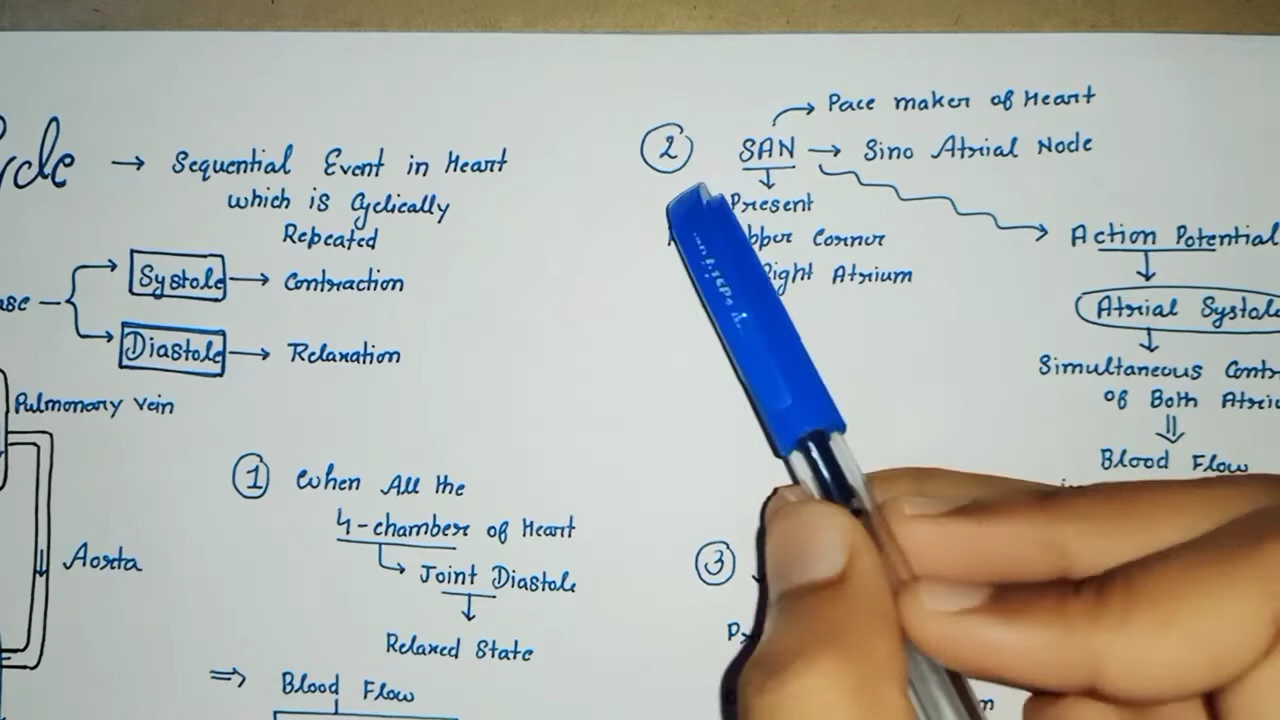 → Sequential Event in Heart
which is Cyclically
Repeated
Systole → Contraction
Diastole → Relaxation
Pulmonary vein
Aorta
① When All the
4-chamber of Heart
Joint Diastole
Relaxed State
⇒ Blood Flow
② SAN → Sino Atrial Node
Pace maker of Heart
Present
Corner
Right Atrium
Action Potential
Atrial Systole
Simultaneous
of Both
Blood Flow
③